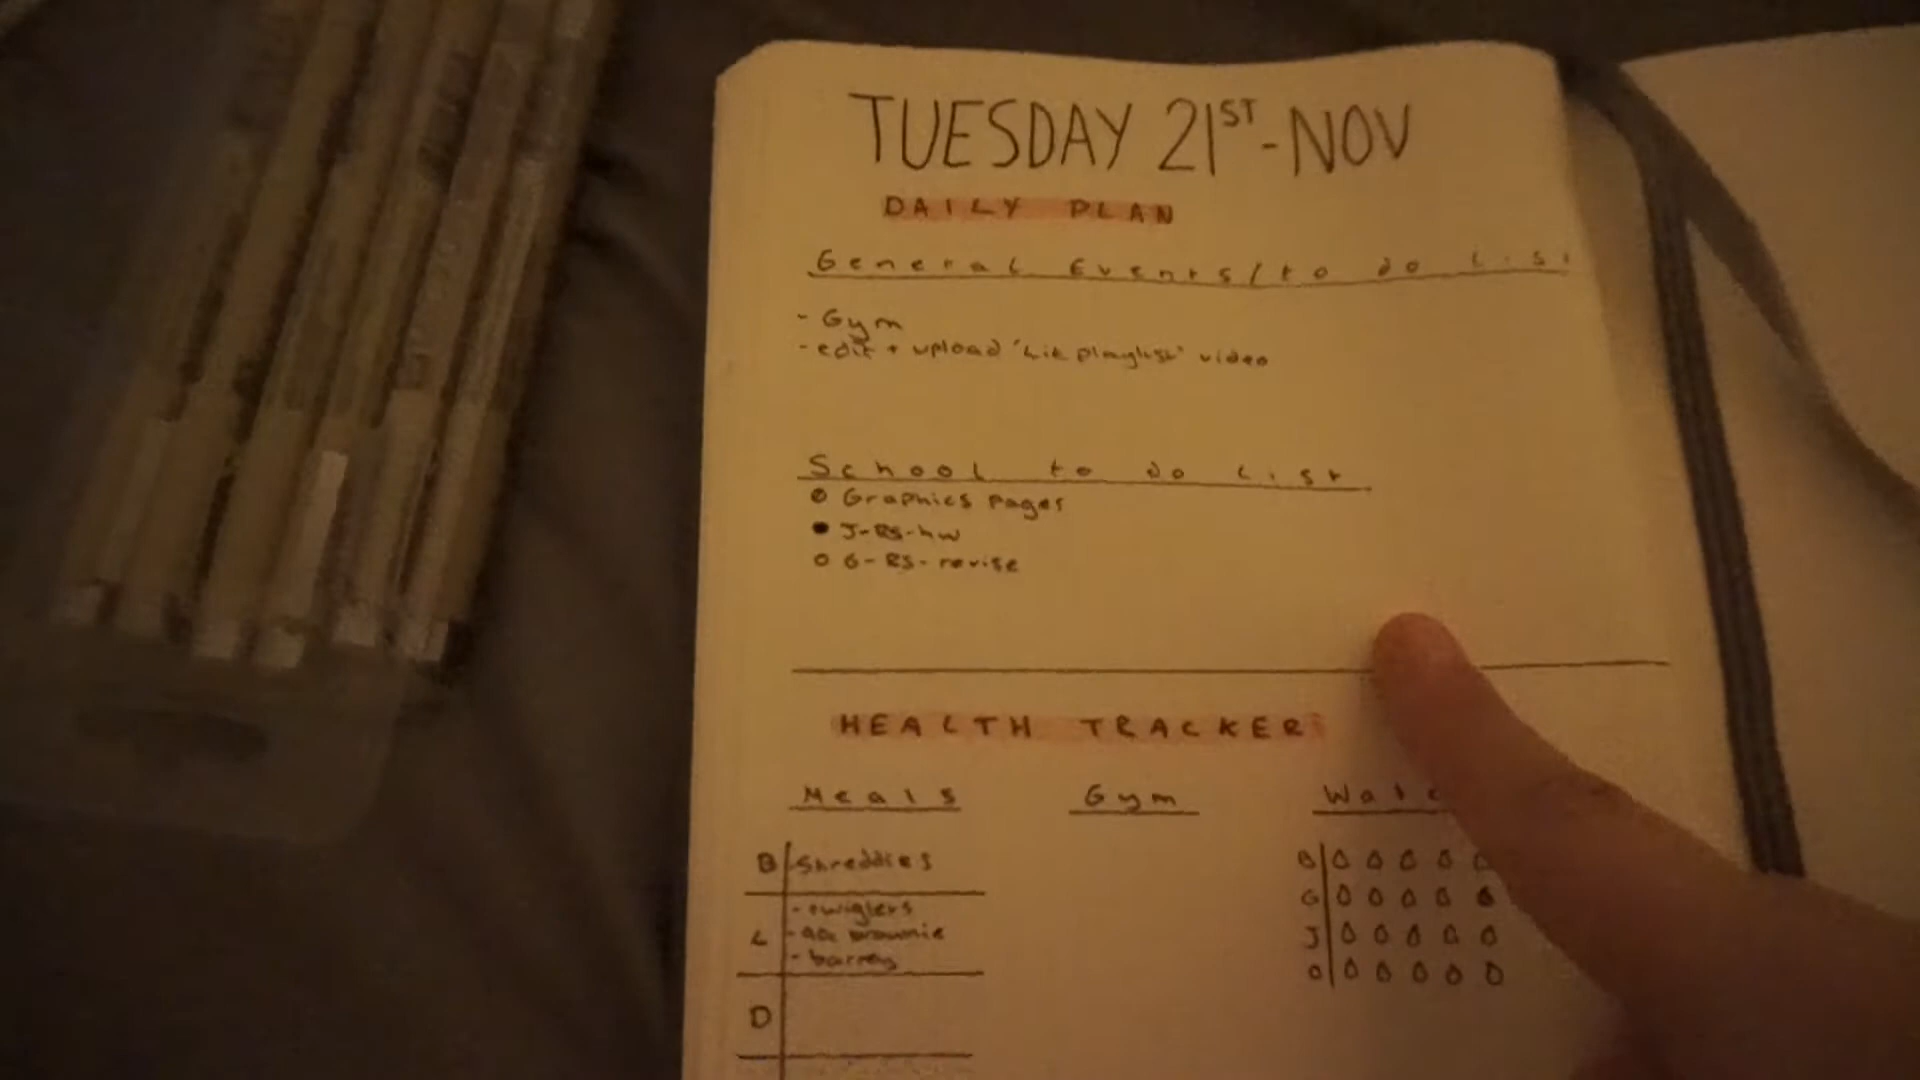 TUESDAY 21ST-NOV
DAILY PLAN
General Events/to do List
- Gym
- edit + upload 'Lit playlist' video
School to do List
Graphics pages
J-RS-hw
G-RS-revise
HEALTH TRACKER
Meals Gym
B Shreddies B
- twiglets G
L - brownie J
-
D